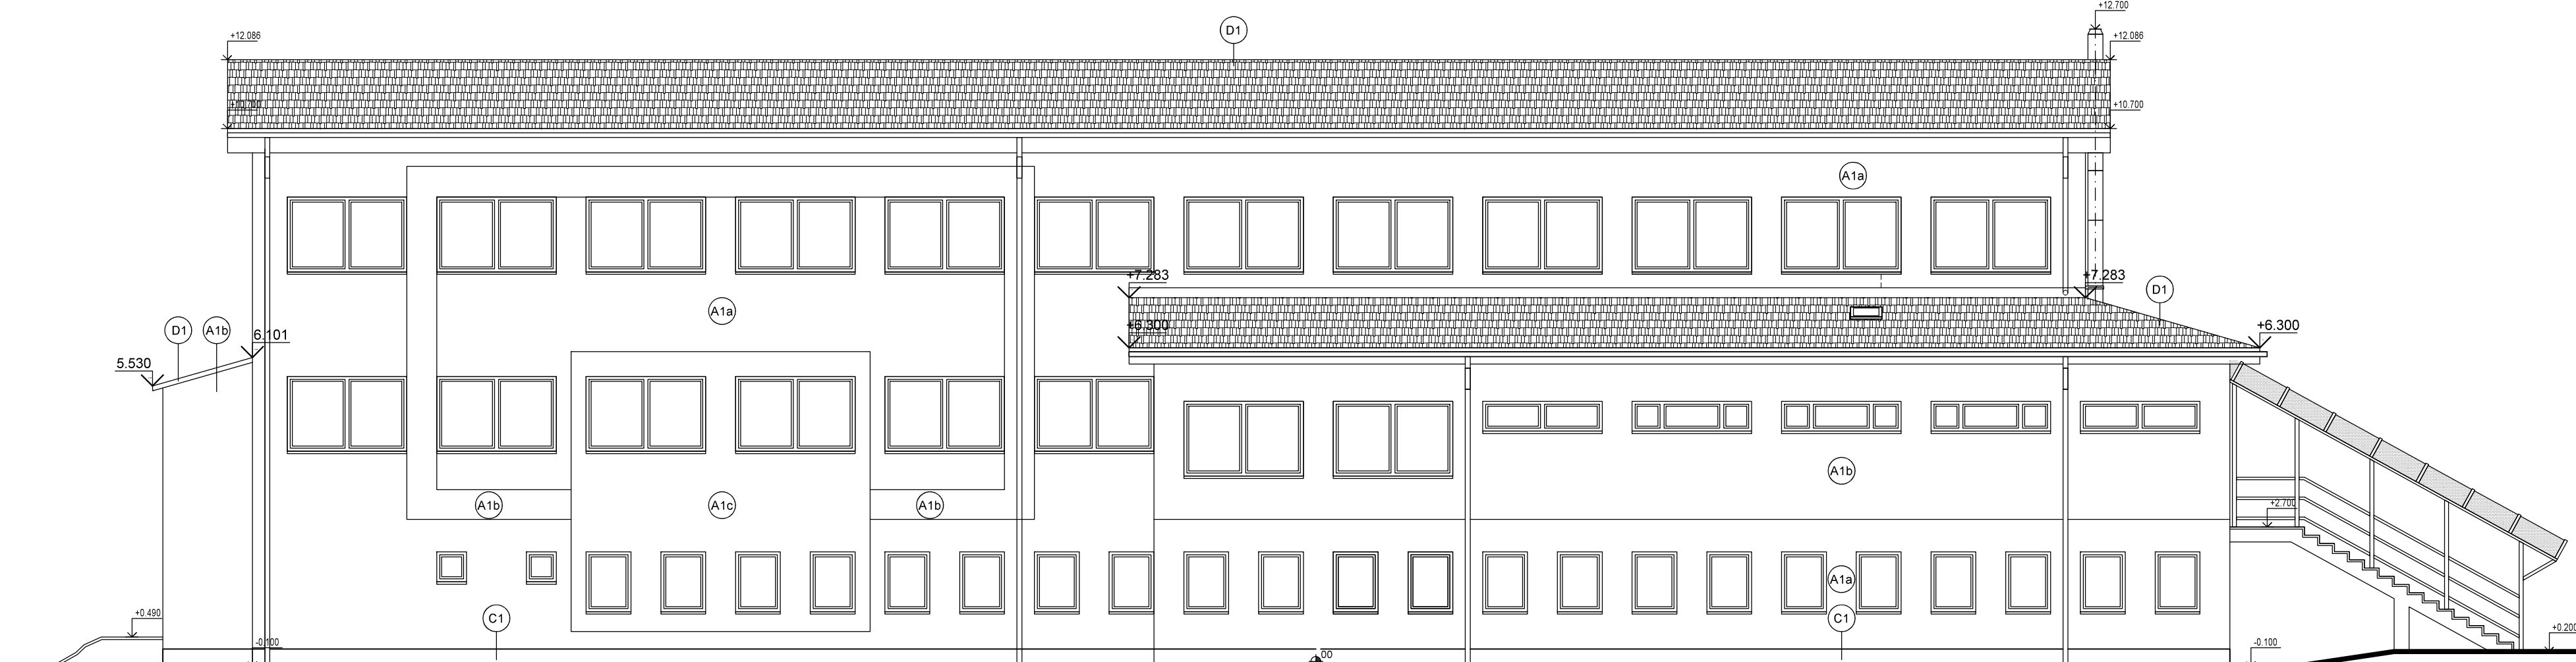 +12.700
D1
+12.086
+12.086
+10.700
+10.700
A1a
+7.283
+7.283
D1
A1a
D1
A1b
6.101
+6.300
+6.300
5.530
A1b
A1b
A1c
A1b
+2.700
A1a
+0.490
C1
C1
+0.200
-0.100
-0.100
00